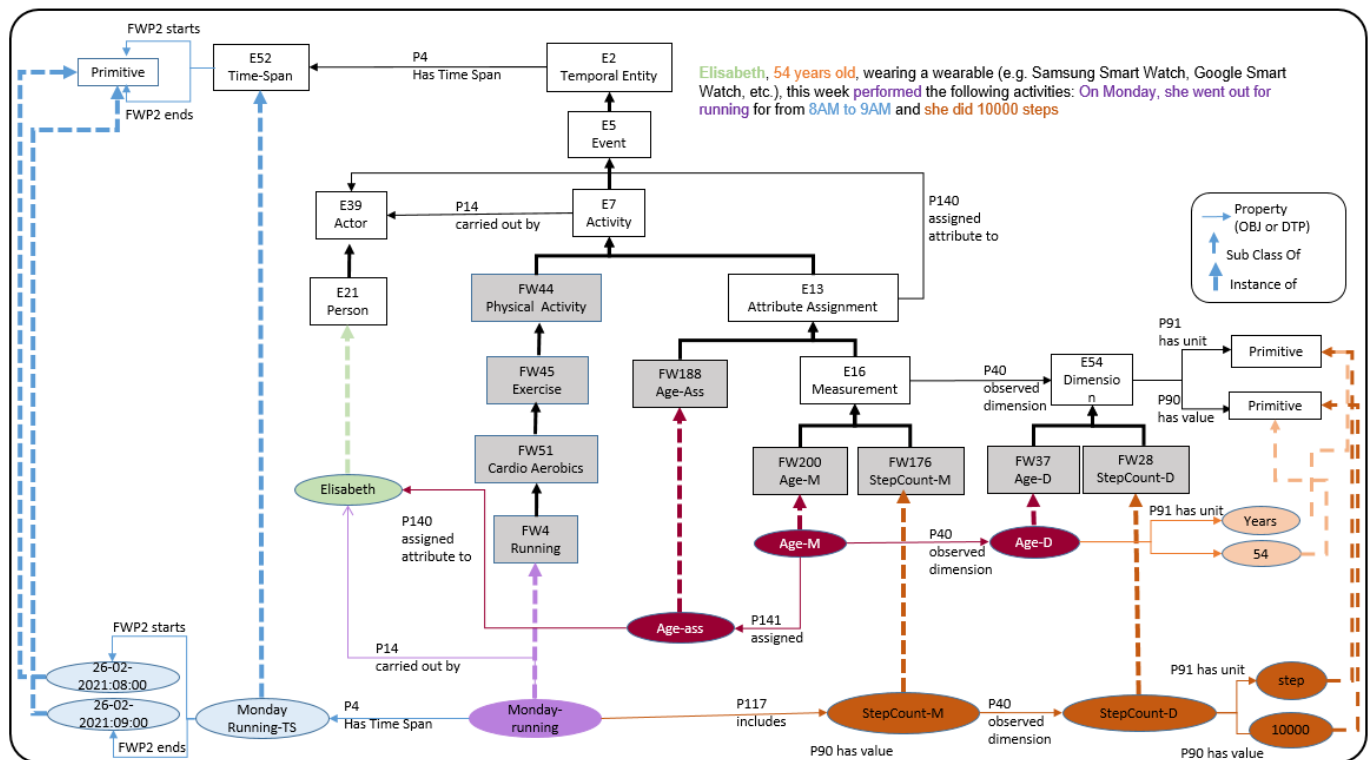 FWP2 starts
Primitive
FWP2 ends
E52
Time-Span
P4
Has Time Span
E2
Temporal Entity
Elisabeth, 54 years old, wearing a wearable (e.g. Samsung Smart Watch, Google Smart
Watch, etc.), this week performed the following activities: On Monday, she went out for
running for from 8AM to 9AM and she did 10000 steps
E5
Event
E39
Actor
P14
carried out by
E7
Activity
P140
assigned
attribute to
Property
(OBJ or DTP)
Sub Class Of
Instance of
E21
Person
FW44
Physical Activity
E13
Attribute Assignment
FW45
Exercise
FW188
Age-Ass
E16
Measurement
P40
observed
dimension
E54
Dimensio
n
P91
has unit
Primitive
P90
has value
Primitive
FW51
Cardio Aerobics
FW200
Age-M
FW176
StepCount-M
FW37
Age-D
FW28
StepCount-D
Elisabeth
P140
assigned
attribute to
FW4
Running
Age-M
P40
observed
dimension
Age-D
P91 has unit
Years
54
Age-ass
P141
assigned
P14
carried out by
FWP2 starts
26-02-
2021:08:00
26-02-
2021:09:00
FWP2 ends
Monday
Running-TS
P4
Has Time Span
Monday-
running
P117
includes
StepCount-M
P90 has value
P40
observed
dimension
StepCount-D
P91 has unit
step
10000
P90 has value